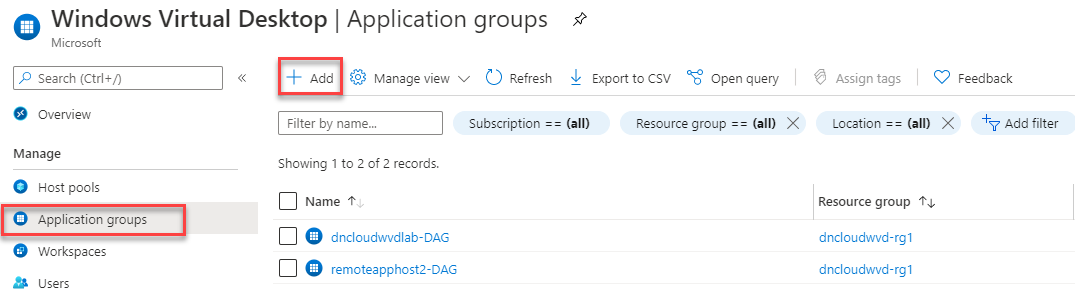 Windows Virtual Desktop | Application groups
Microsoft
Search (Ctrl+/)
Overview
Manage
Host pools
Application groups
Workspaces
Users
Add
Manage view
Refresh
Export to CSV
Open query
Assign tags
Feedback
Filter by name...
Subscription == (all)
Resource group == (all)
Location == (all)
Add filter
Showing 1 to 2 of 2 records.
Name
Resource group
dncloudwvdlab-DAG
dncloudwvd-rg1
remoteapphost2-DAG
dncloudwvd-rg1